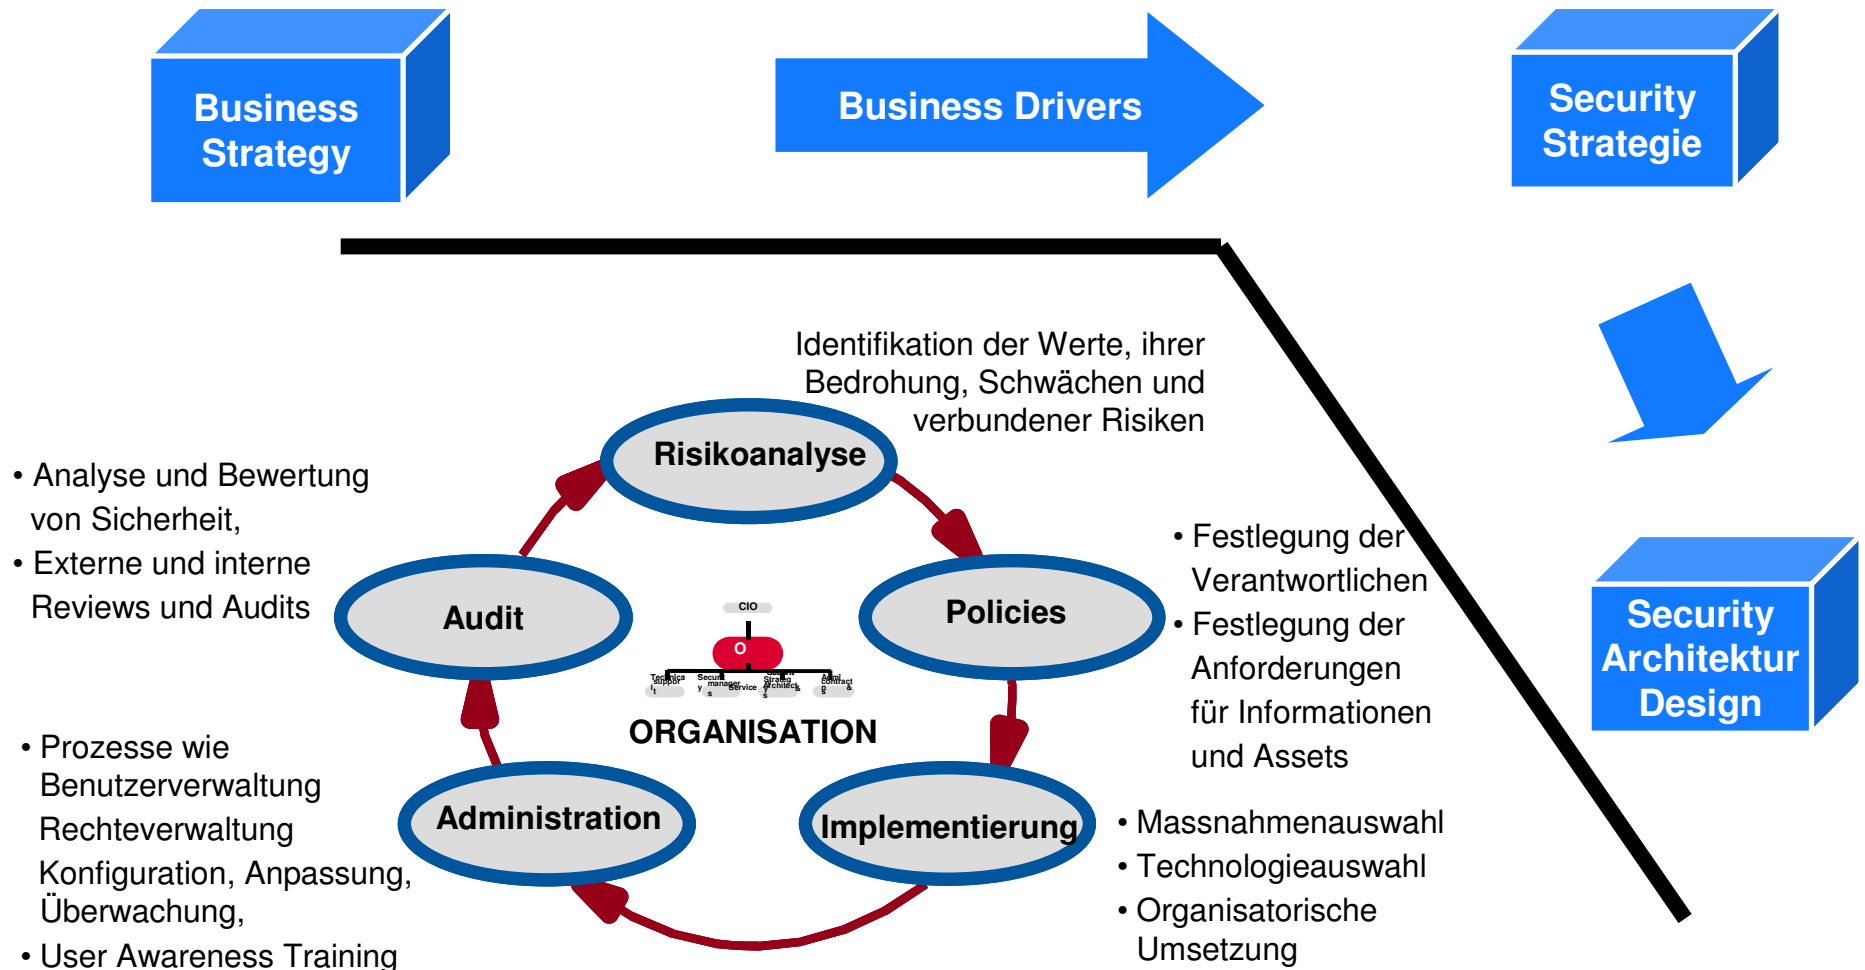 Business
Strategy
Business Drivers
Security
Strategie
Identifikation der Werte, ihrer
Bedrohung, Schwächen und
verbundener Risiken
Risikoanalyse
• Analyse und Bewertung
von Sicherheit,
• Externe und interne
Reviews und Audits
Audit
CIO
O
ORGANISATION
Policies
• Festlegung der
Verantwortlichen
• Festlegung der
Anforderungen
für Informationen
und Assets
Security
Architektur
Design
• Prozesse wie
Benutzerverwaltung
Rechteverwaltung
Konfiguration, Anpassung,
Überwachung,
• User Awareness Training
Administration
Implementierung
• Massnahmenauswahl
• Technologieauswahl
• Organisatorische
Umsetzung